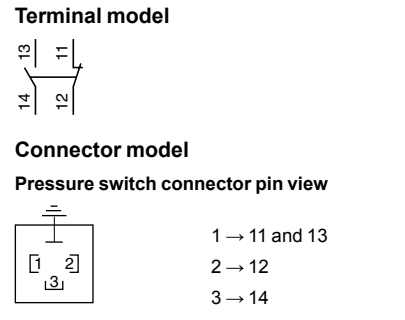 Terminal model
13 11
14 12
Connector model
Pressure switch connector pin view
1 2
3
1 → 11 and 13
2 → 12
3 → 14